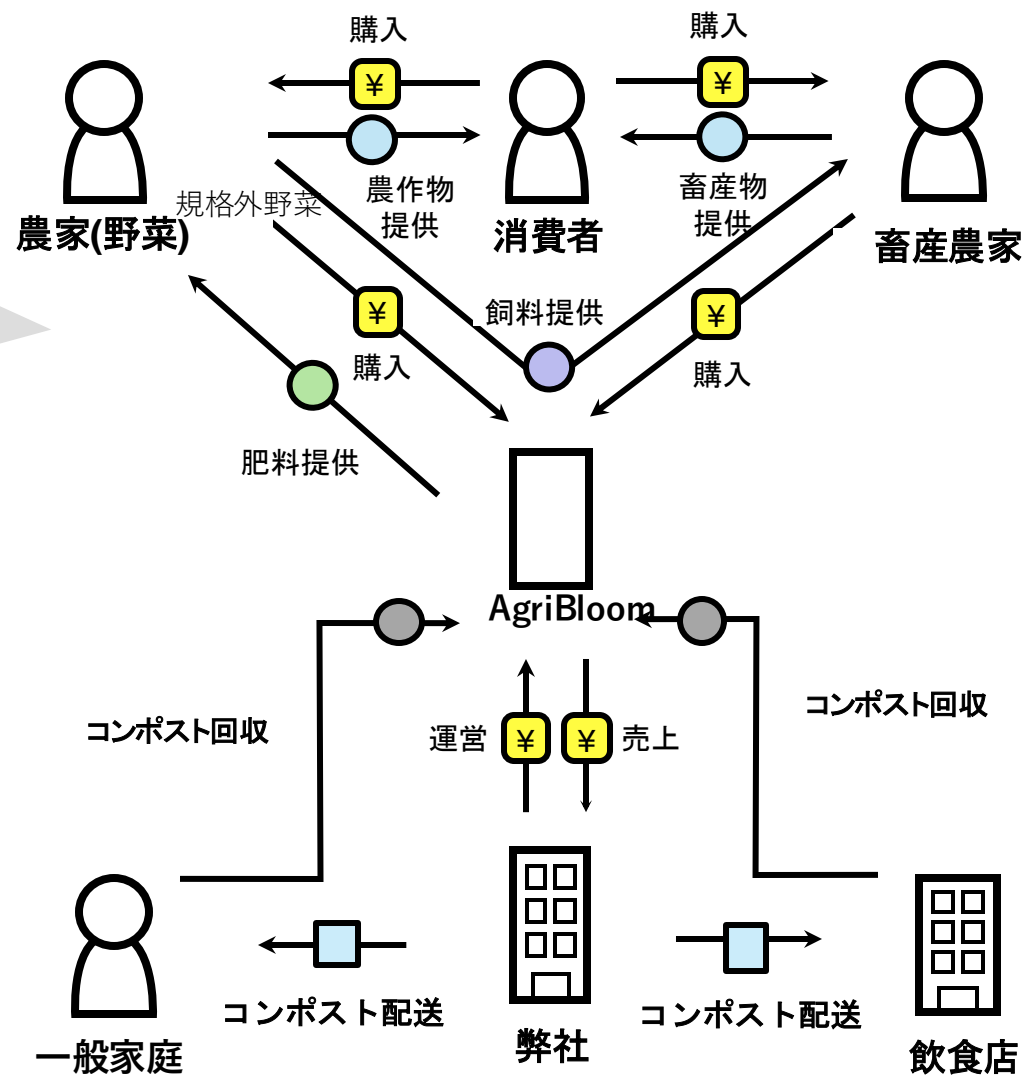 購入
購入
¥
¥
農作物
提供
畜産物
提供
規格外野菜
農家(野菜)
消費者
畜産農家
¥
飼料提供
¥
購入
購入
肥料提供
AgriBloom
コンポスト回収
コンポスト回収
運営
¥
¥
売上
コンポスト配送
コンポスト配送
一般家庭
弊社
飲食店